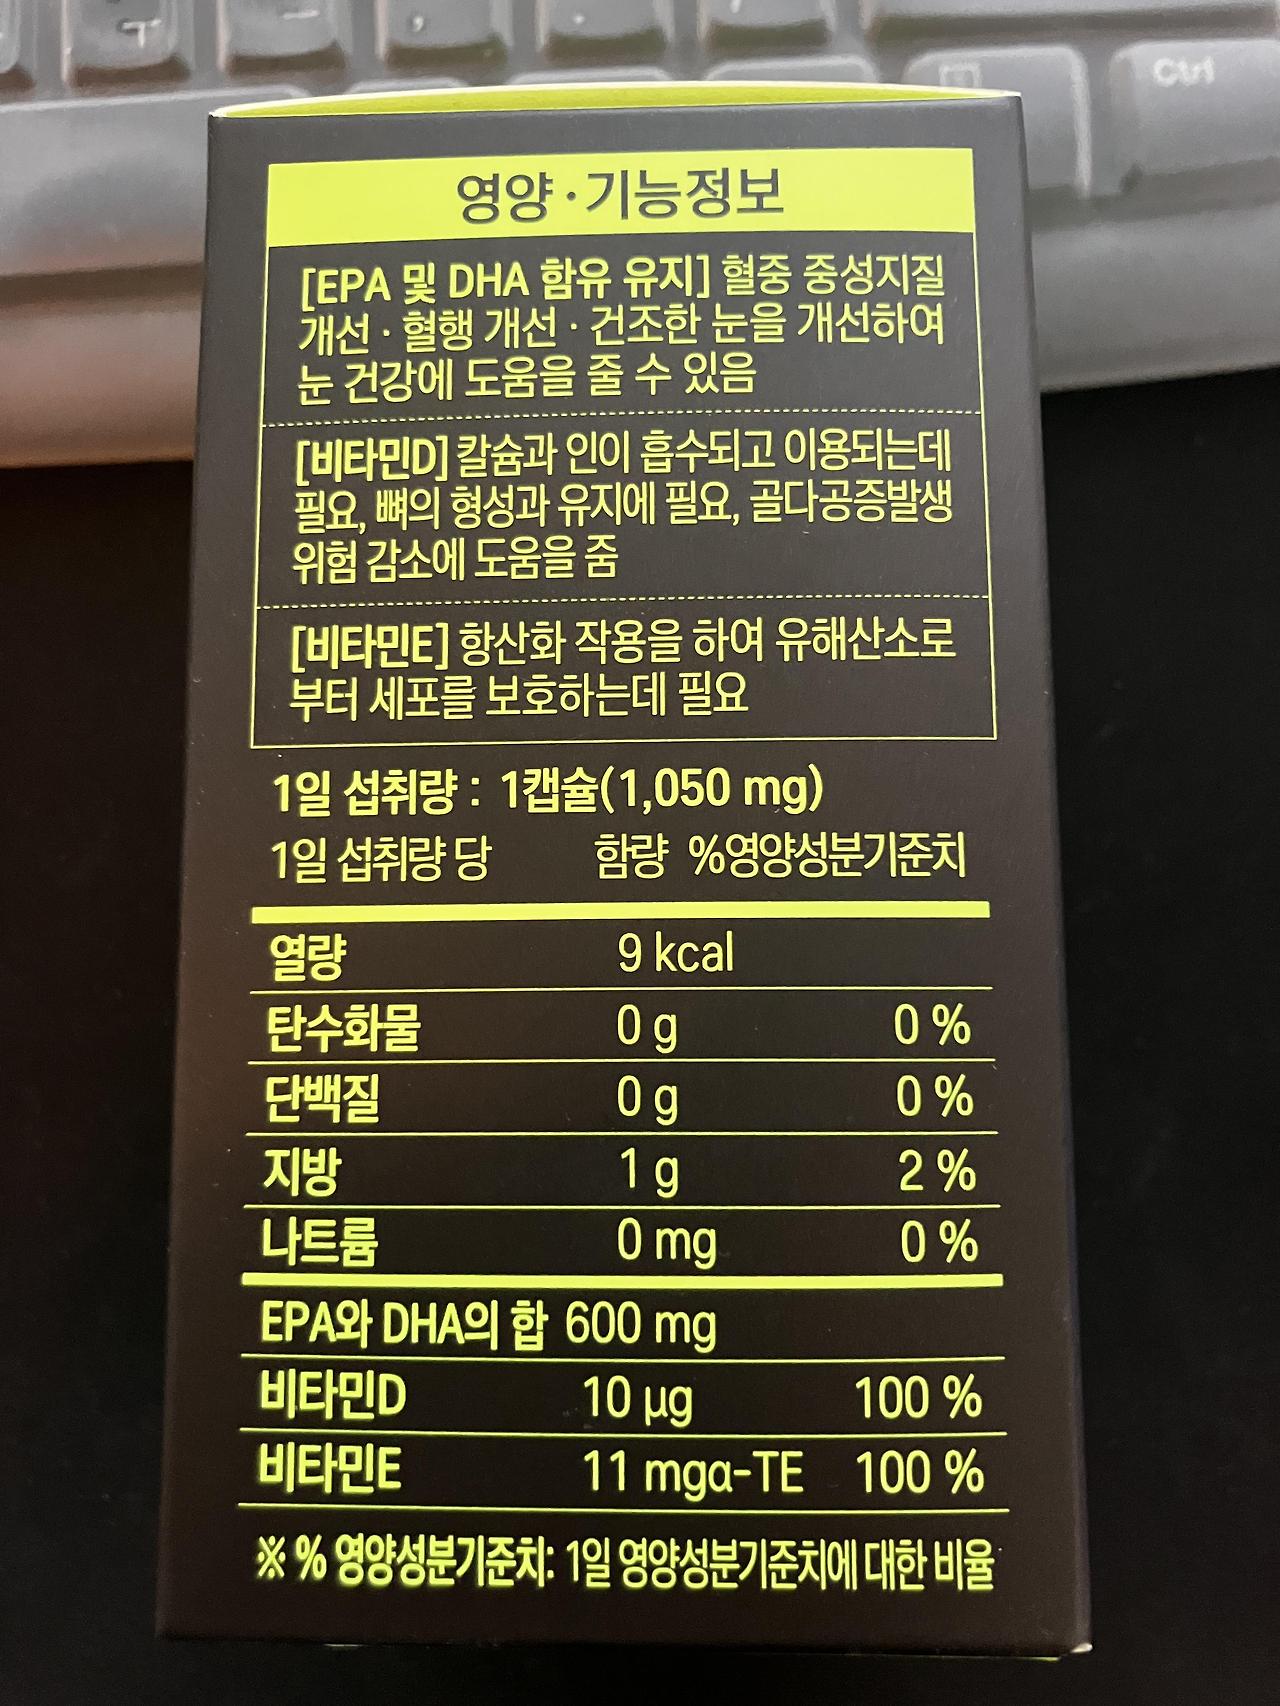 ㅜ
,
Ctrl
영양·기능정보
[EPA 및 DHA 함유 유지] 혈중 중성지질
개선·혈행 개선·건조한 눈을 개선하여
눈 건강에 도움을 줄 수 있음
[비타민D] 칼슘과 인이 흡수되고 이용되는데
필요, 뼈의 형성과 유지에 필요, 골다공증발생
위험 감소에 도움을 줌
[비타민E] 항산화 작용을 하여 유해산소로
부터 세포를 보호하는데 필요
1일 섭취량 : 1캡슐(1,050 mg)
1일 섭취량 당 함량 %영양성분기준치
열량 9 kcal
탄수화물 0 g 0 %
단백질 0 g 0 %
지방 1 g 2 %
나트륨 0 mg 0 %
EPA와 DHA의 합 600 mg
비타민D 10 µg 100 %
비타민E 11 mgα-TE 100 %
※ % 영양성분기준치: 1일 영양성분기준치에 대한 비율